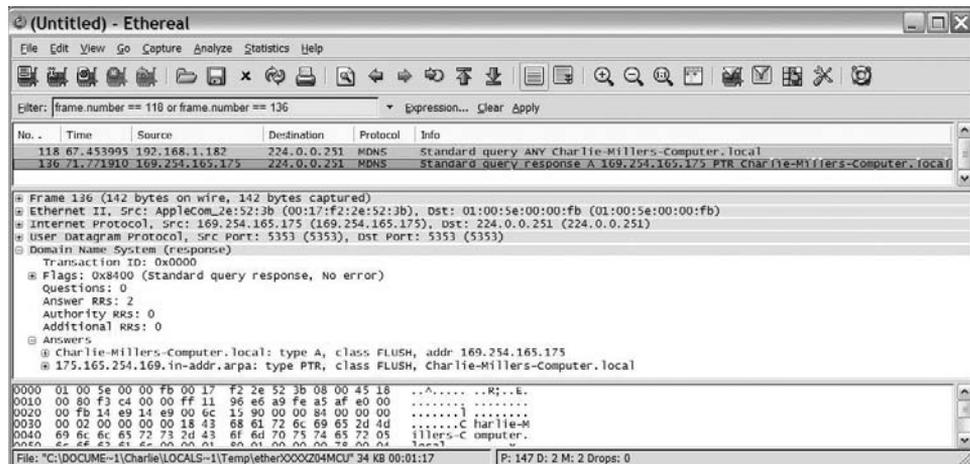 (Untitled) - Ethereal
File Edit View Go Capture Analyze Statistics Help
Filter: frame.number == 118 or frame.number == 136 Expression... Clear Apply
No. . Time Source Destination Protocol Info
118 67.453995 192.168.1.182 224.0.0.251 MDNS Standard query ANY Charlie-Millers-Computer.local
136 71.771910 169.254.165.175 224.0.0.251 MDNS Standard query response A 169.254.165.175 PTR Charlie-Millers-Computer.local
Frame 136 (142 bytes on wire, 142 bytes captured)
Ethernet II, Src: AppleCom_2e:52:3b (00:17:f2:2e:52:3b), Dst: 01:00:5e:00:00:fb (01:00:5e:00:00:fb)
Internet Protocol, Src: 169.254.165.175 (169.254.165.175), Dst: 224.0.0.251 (224.0.0.251)
User Datagram Protocol, Src Port: 5353 (5353), Dst Port: 5353 (5353)
Domain Name System (response)
Transaction ID: 0x0000
Flags: 0x8400 (Standard query response, No error)
Questions: 0
Answer RRs: 2
Authority RRs: 0
Additional RRs: 0
Answers
Charlie-Millers-Computer.local: type A, class FLUSH, addr 169.254.165.175
175.165.254.169.in-addr.arpa: type PTR, class FLUSH, Charlie-Millers-Computer.local
0000 01 00 5e 00 00 fb 00 17 f2 2e 52 3b 08 00 45 18 ..^..... ..R;..E.
0010 00 80 f3 c4 00 00 ff 11 96 e6 a9 fe a5 af e0 00 ........ ........
0020 00 fb 14 e9 14 e9 00 6c 15 90 00 00 84 00 00 00 .......l ........
0030 00 02 00 00 00 00 18 43 68 61 72 6c 69 65 2d 4d .......C harlie-M
0040 69 6c 6c 65 72 73 2d 43 6f 6d 70 75 74 65 72 05 illers-C omputer.
File: "C:\DOCUME~1\Charlie\LOCALS~1\Temp\etherXXXXZ04MCU" 34 KB 00:01:17 P: 147 D: 2 M: 2 Drops: 0